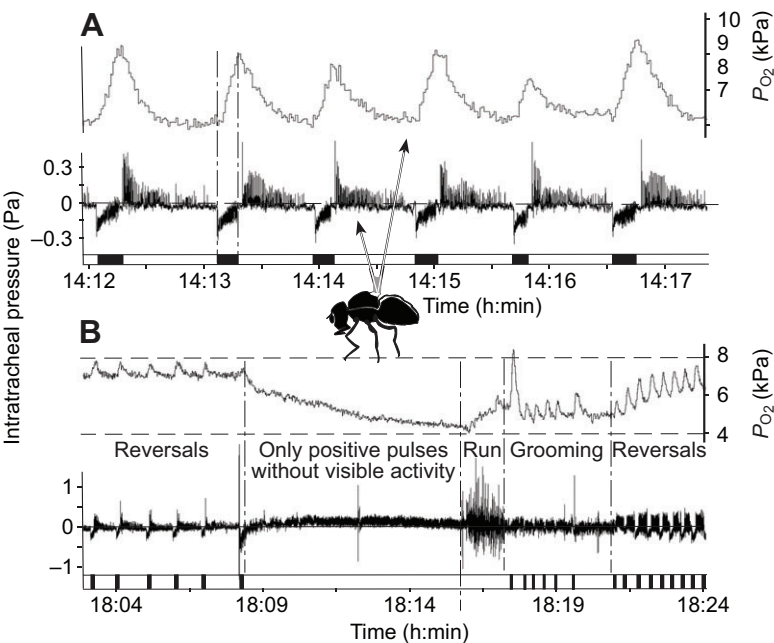 A
10
9
8
7
P O2 (kPa)
0.3
0
–0.3
Intratracheal pressure (Pa)
14:12 14:13 14:14 14:15 14:16 14:17
Time (h:min)
B
8
6
4
P O2 (kPa)
Reversals
Only positive pulses
without visible activity
Run
Grooming
Reversals
1
0
–1
18:04 18:09 18:14 18:19 18:24
Time (h:min)